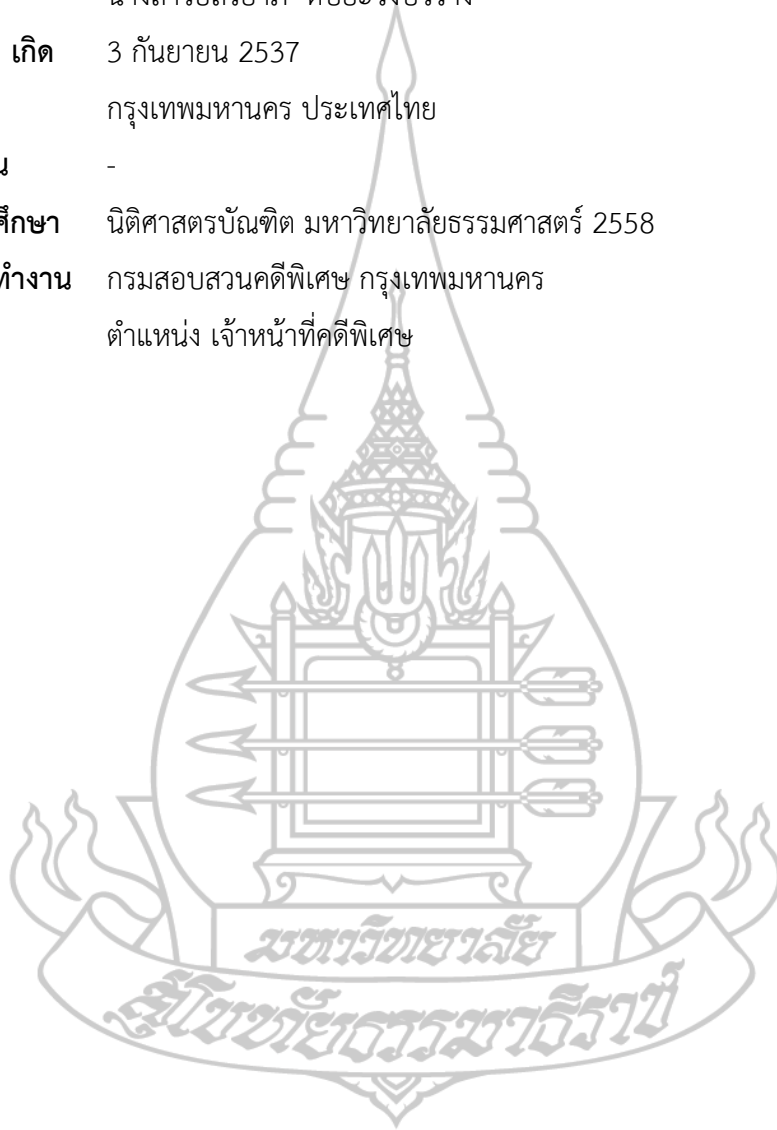 เกิด 3 กันยายน 2537
กรุงเทพมหานคร ประเทศไทย
น -
ศึกษา นิติศาสตรบัณฑิต มหาวิทยาลัยธรรมศาสตร์ 2558
ทำงาน กรมสอบสวนคดีพิเศษ กรุงเทพมหานคร
ตำแหน่ง เจ้าหน้าที่คดีพิเศษ
มหาวิทยาลัย
สุโขทัยธรรมาธิราช